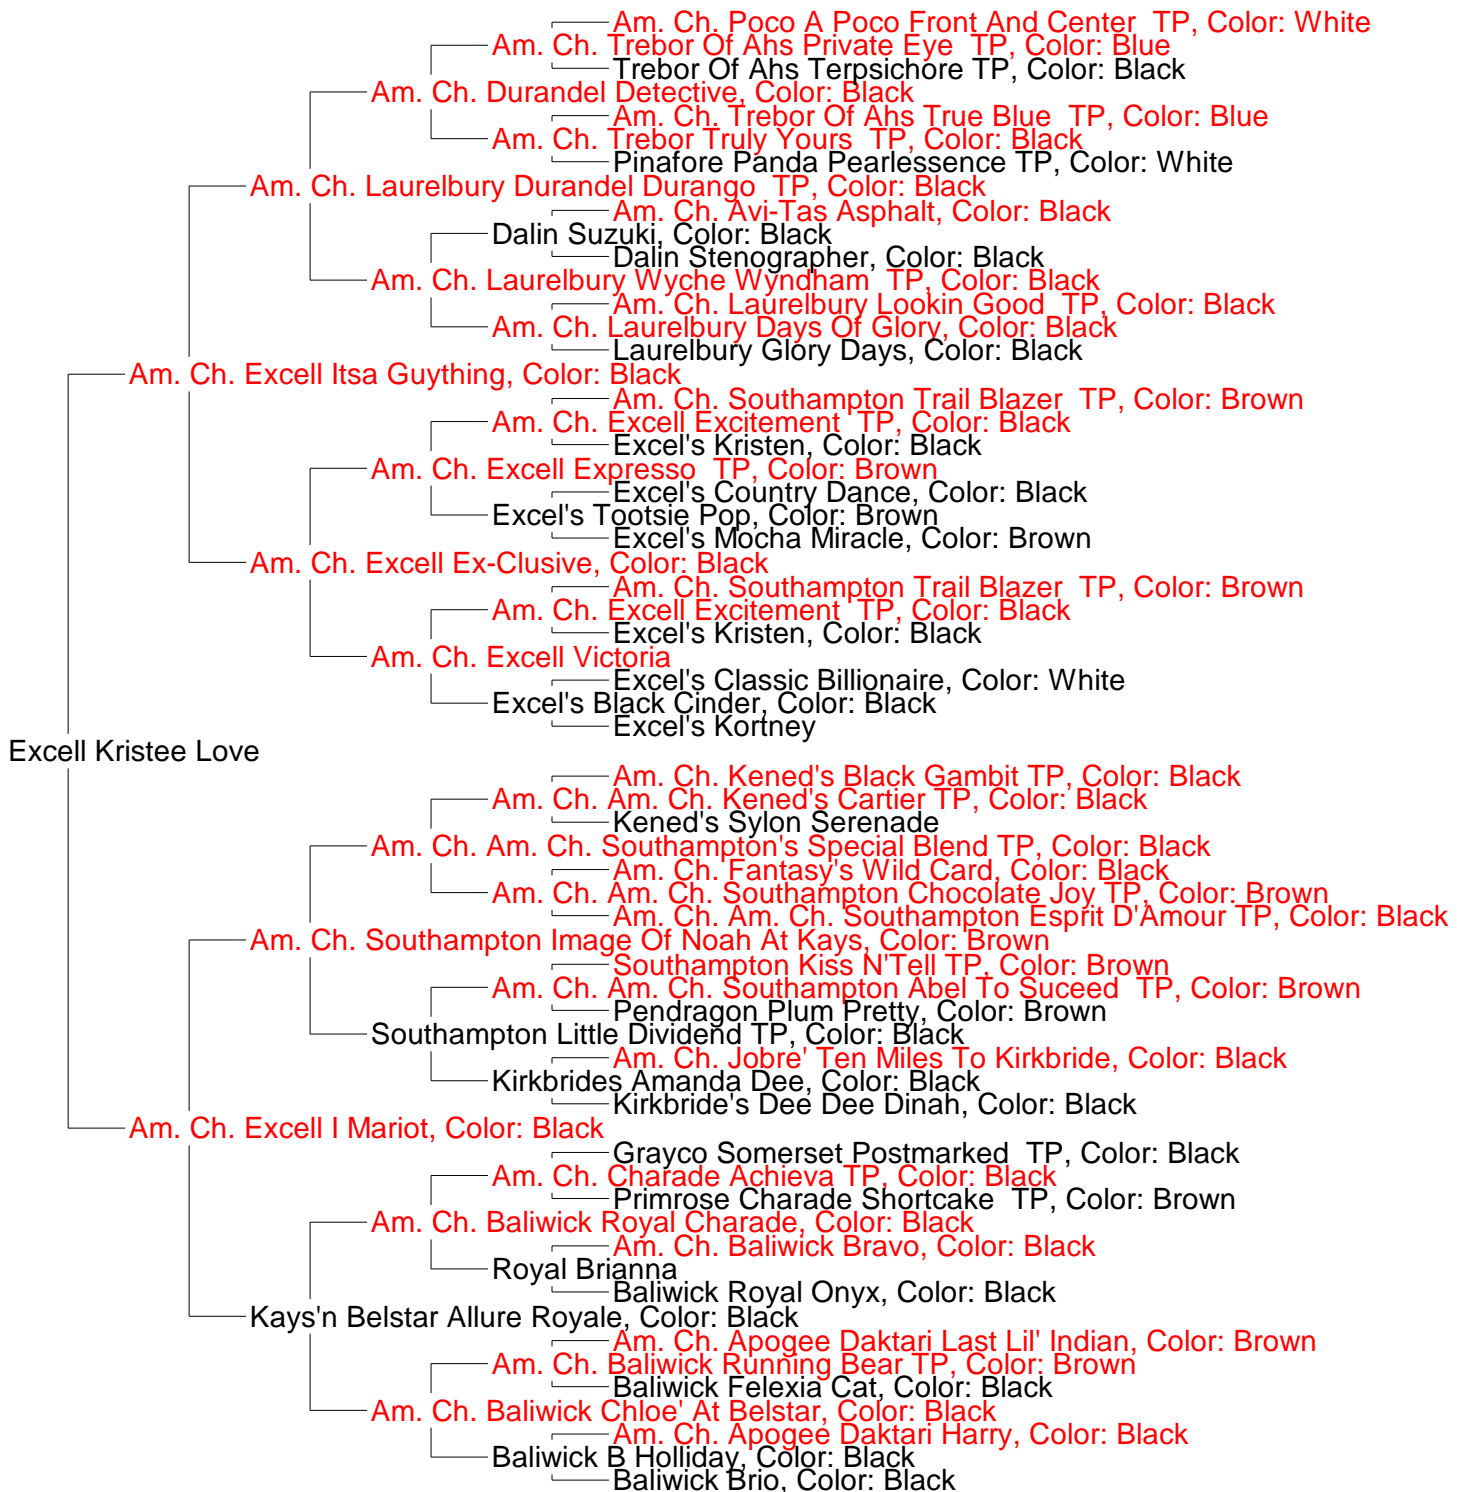 Am. Ch. Poco A Poco Front And Center  TP, Color: White
Am. Ch. Trebor Of Ahs Private Eye  TP, Color: Blue
Trebor Of Ahs Terpsichore TP, Color: Black
Am. Ch. Durandel Detective, Color: Black
Am. Ch. Trebor Of Ahs True Blue  TP, Color: Blue
Am. Ch. Trebor Truly Yours  TP, Color: Black
Pinafore Panda Pearlessence TP, Color: White
Am. Ch. Laurelbury Durandel Durango  TP, Color: Black
Am. Ch. Avi-Tas Asphalt, Color: Black
Dalin Suzuki, Color: Black
Dalin Stenographer, Color: Black
Am. Ch. Laurelbury Wyche Wyndham  TP, Color: Black
Am. Ch. Laurelbury Lookin Good  TP, Color: Black
Am. Ch. Laurelbury Days Of Glory, Color: Black
Laurelbury Glory Days, Color: Black
Am. Ch. Excell Itsa Guything, Color: Black
Am. Ch. Southampton Trail Blazer  TP, Color: Brown
Am. Ch. Excell Excitement  TP, Color: Black
Excel's Kristen, Color: Black
Am. Ch. Excell Expresso  TP, Color: Brown
Excel's Country Dance, Color: Black
Excel's Tootsie Pop, Color: Brown
Excel's Mocha Miracle, Color: Brown
Am. Ch. Excell Ex-Clusive, Color: Black
Am. Ch. Southampton Trail Blazer  TP, Color: Brown
Am. Ch. Excell Excitement  TP, Color: Black
Excel's Kristen, Color: Black
Am. Ch. Excell Victoria
Excel's Classic Billionaire, Color: White
Excel's Black Cinder, Color: Black
Excel's Kortney
Excell Kristee Love
Am. Ch. Kened's Black Gambit TP, Color: Black
Am. Ch. Am. Ch. Kened's Cartier TP, Color: Black
Kened's Sylon Serenade
Am. Ch. Am. Ch. Southampton's Special Blend TP, Color: Black
Am. Ch. Fantasy's Wild Card, Color: Black
Am. Ch. Am. Ch. Southampton Chocolate Joy TP, Color: Brown
Am. Ch. Am. Ch. Southampton Esprit D'Amour TP, Color: Black
Am. Ch. Southampton Image Of Noah At Kays, Color: Brown
Southampton Kiss N'Tell TP, Color: Brown
Am. Ch. Am. Ch. Southampton Abel To Suceed  TP, Color: Brown
Pendragon Plum Pretty, Color: Brown
Southampton Little Dividend TP, Color: Black
Am. Ch. Jobre' Ten Miles To Kirkbride, Color: Black
Kirkbrides Amanda Dee, Color: Black
Kirkbride's Dee Dee Dinah, Color: Black
Am. Ch. Excell I Mariot, Color: Black
Grayco Somerset Postmarked  TP, Color: Black
Am. Ch. Charade Achieva TP, Color: Black
Primrose Charade Shortcake  TP, Color: Brown
Am. Ch. Baliwick Royal Charade, Color: Black
Am. Ch. Baliwick Bravo, Color: Black
Royal Brianna
Baliwick Royal Onyx, Color: Black
Kays'n Belstar Allure Royale, Color: Black
Am. Ch. Apogee Daktari Last Lil' Indian, Color: Brown
Am. Ch. Baliwick Running Bear TP, Color: Brown
Baliwick Felexia Cat, Color: Black
Am. Ch. Baliwick Chloe' At Belstar, Color: Black
Am. Ch. Apogee Daktari Harry, Color: Black
Baliwick B Holliday, Color: Black
Baliwick Brio, Color: Black